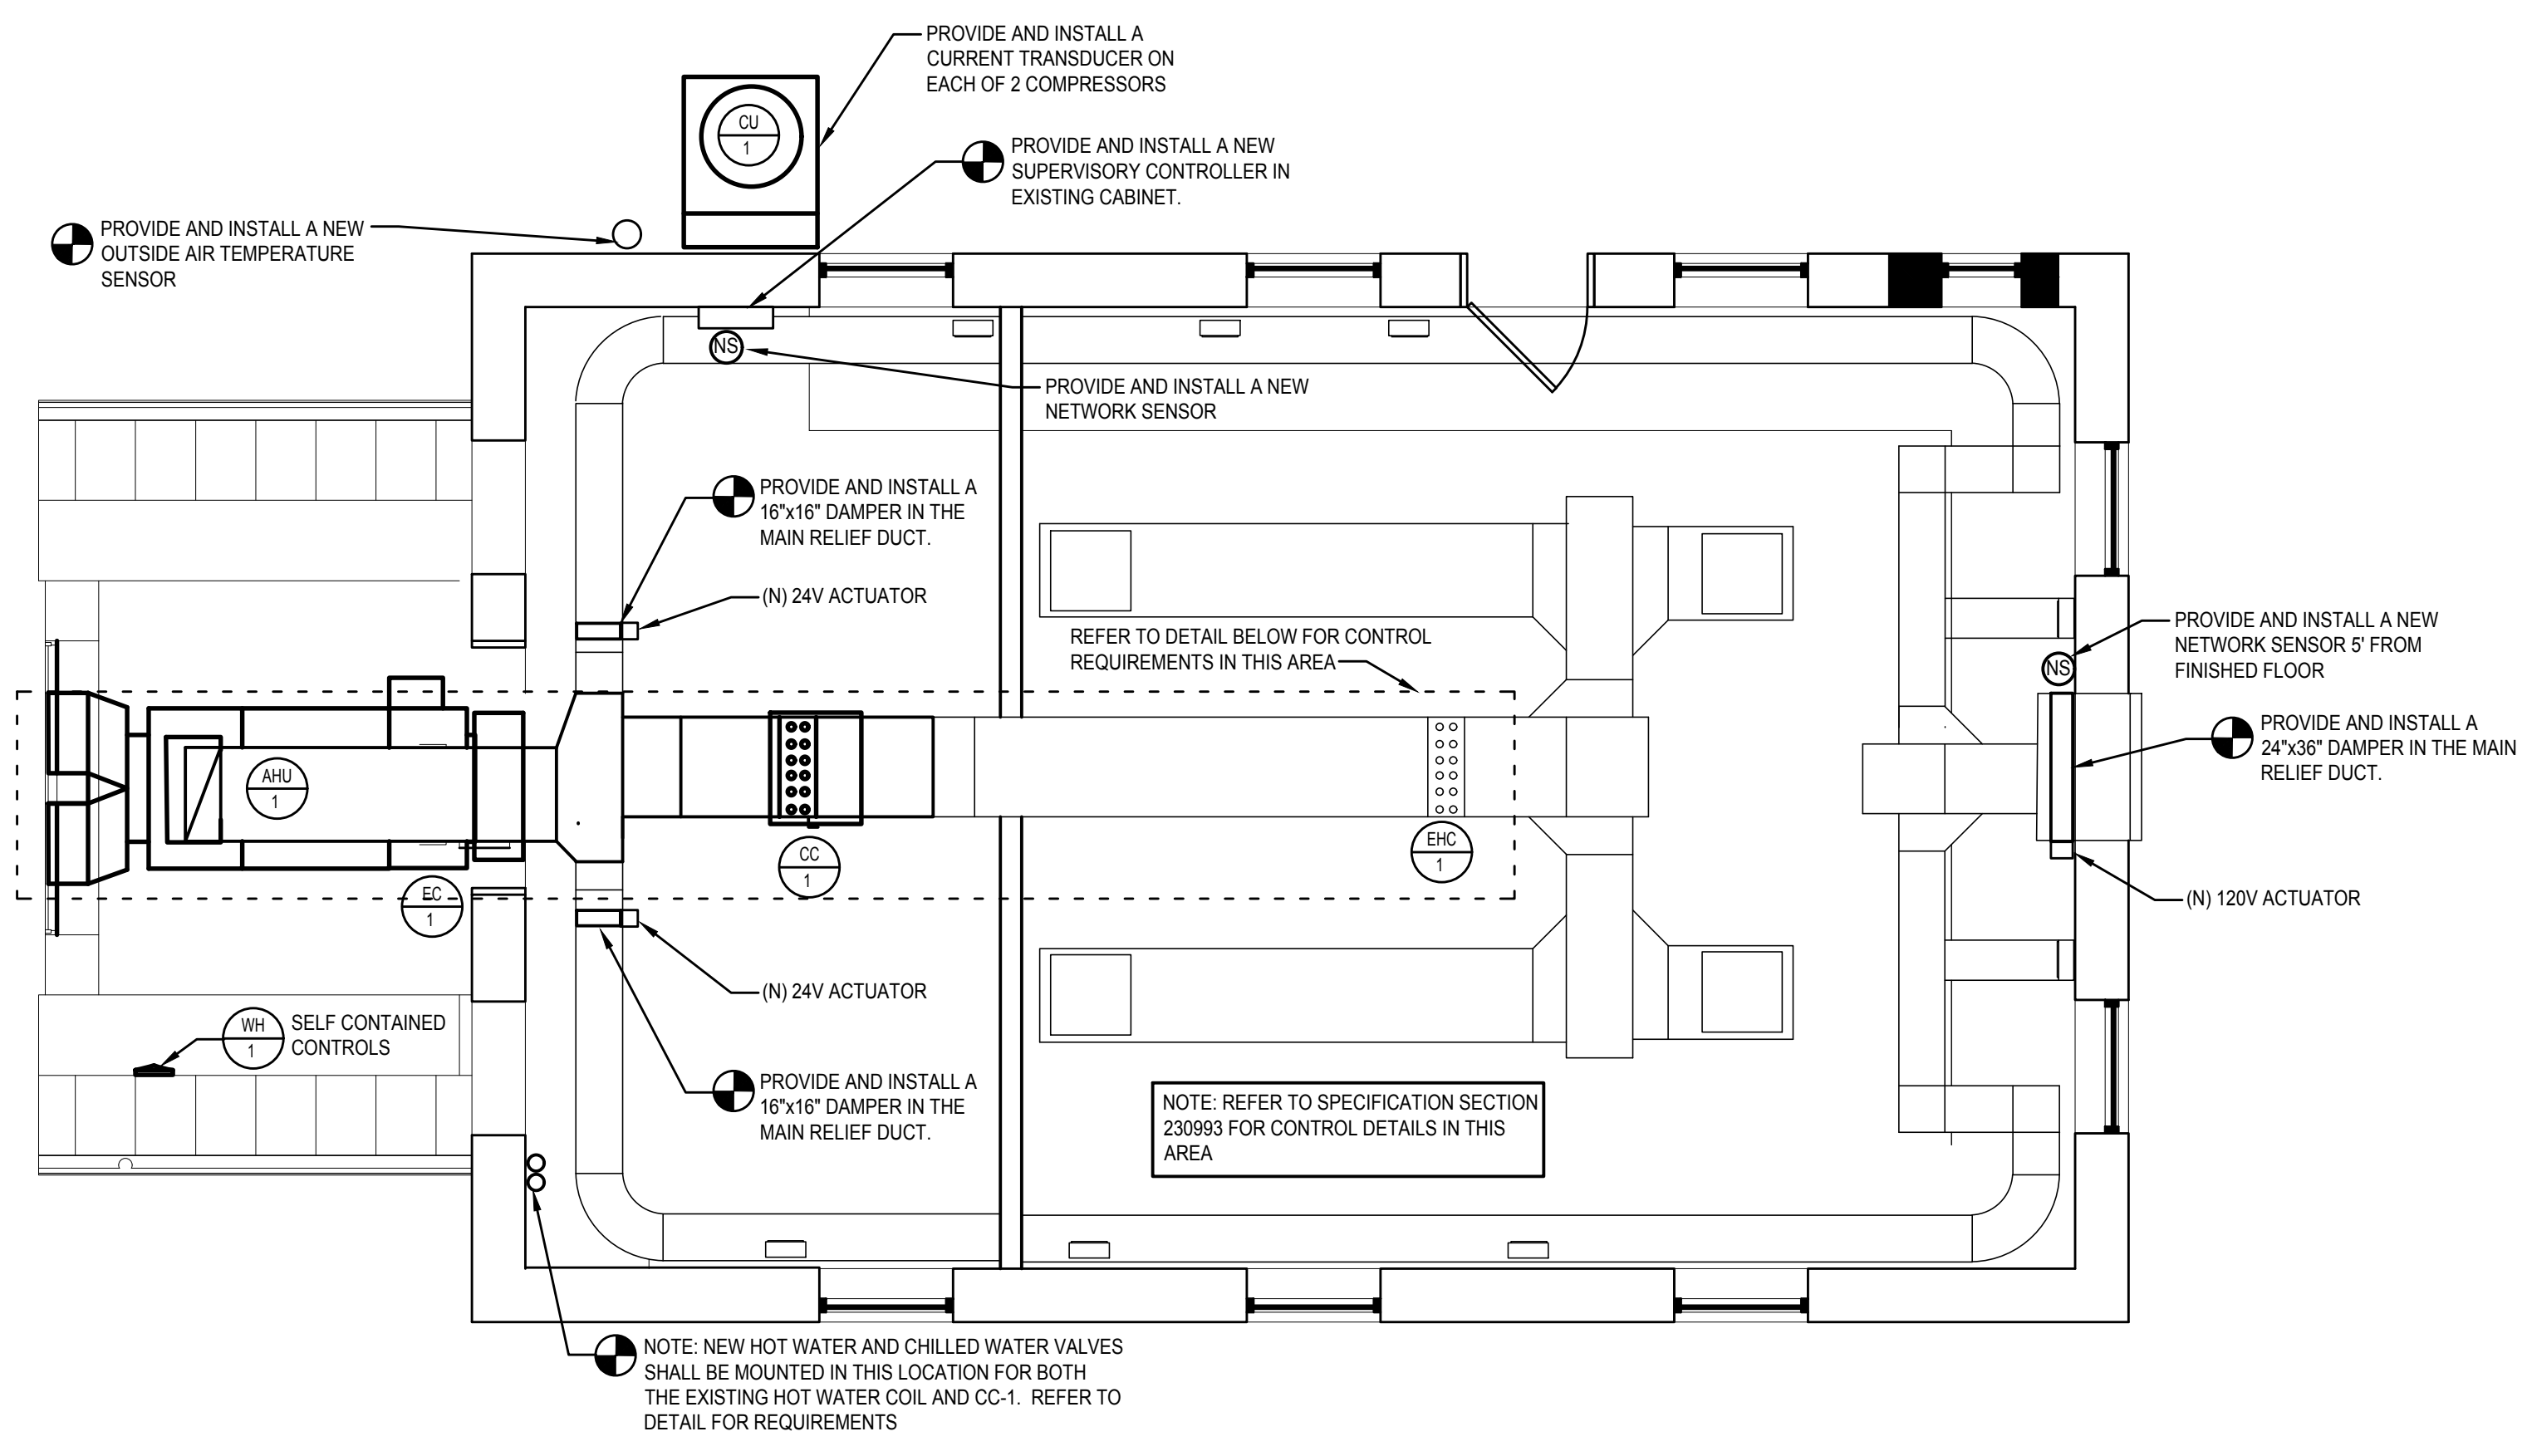 PROVIDE AND INSTALL A
CURRENT TRANSDUCER ON
EACH OF 2 COMPRESSORS
CU
1
PROVIDE AND INSTALL A NEW
SUPERVISORY CONTROLLER IN
EXISTING CABINET.
PROVIDE AND INSTALL A NEW
OUTSIDE AIR TEMPERATURE
SENSOR
NS
PROVIDE AND INSTALL A NEW
NETWORK SENSOR
PROVIDE AND INSTALL A
16"x16" DAMPER IN THE
MAIN RELIEF DUCT.
(N) 24V ACTUATOR
REFER TO DETAIL BELOW FOR CONTROL
REQUIREMENTS IN THIS AREA
PROVIDE AND INSTALL A NEW
NETWORK SENSOR 5' FROM
FINISHED FLOOR
NS
PROVIDE AND INSTALL A
24"x36" DAMPER IN THE MAIN
RELIEF DUCT.
AHU
1
CC
1
EHC
1
EC
1
(N) 120V ACTUATOR
(N) 24V ACTUATOR
WH
1
SELF CONTAINED
CONTROLS
PROVIDE AND INSTALL A
16"x16" DAMPER IN THE
MAIN RELIEF DUCT.
NOTE: REFER TO SPECIFICATION SECTION
230993 FOR CONTROL DETAILS IN THIS
AREA
NOTE: NEW HOT WATER AND CHILLED WATER VALVES
SHALL BE MOUNTED IN THIS LOCATION FOR BOTH
THE EXISTING HOT WATER COIL AND CC-1. REFER TO
DETAIL FOR REQUIREMENTS